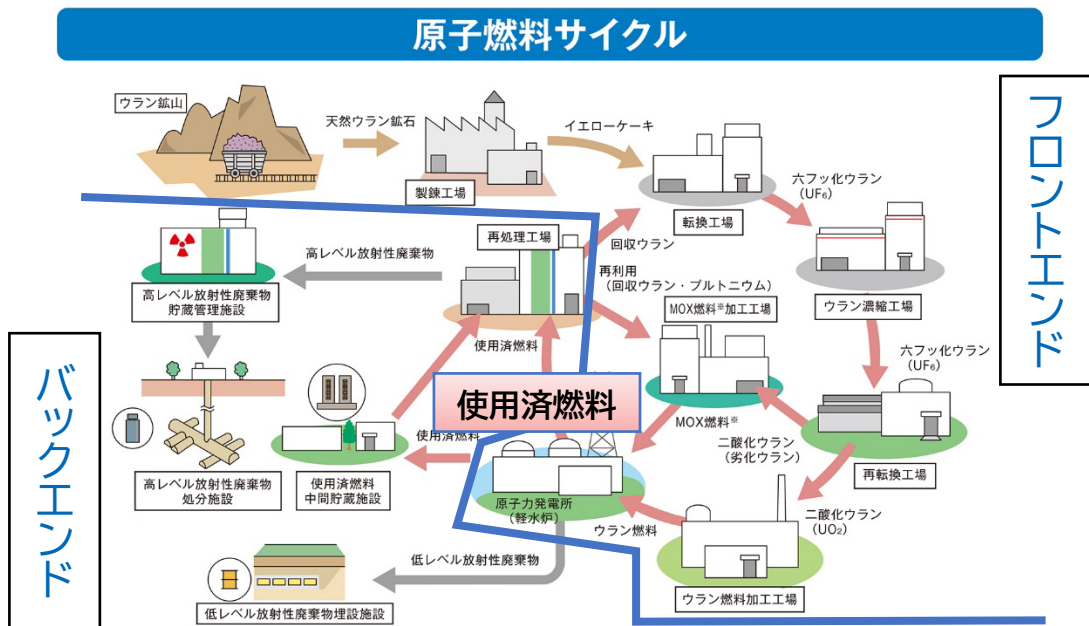 原子燃料サイクル
フロントエンド
バックエンド
ウラン鉱山
天然ウラン鉱石
製錬工場
イエローケーキ
転換工場
六フッ化ウラン
(UF₆)
ウラン濃縮工場
六フッ化ウラン
(UF₆)
再転換工場
二酸化ウラン
(劣化ウラン)
二酸化ウラン
(UO₂)
ウラン燃料加工工場
ウラン燃料
原子力発電所
(軽水炉)
MOX燃料※加工工場
MOX燃料※
再処理工場
回収ウラン
再利用
(回収ウラン・プルトニウム)
使用済燃料
使用済燃料
使用済燃料
使用済燃料
中間貯蔵施設
高レベル放射性廃棄物
高レベル放射性廃棄物
貯蔵管理施設
高レベル放射性廃棄物
処分施設
低レベル放射性廃棄物
低レベル放射性廃棄物埋設施設